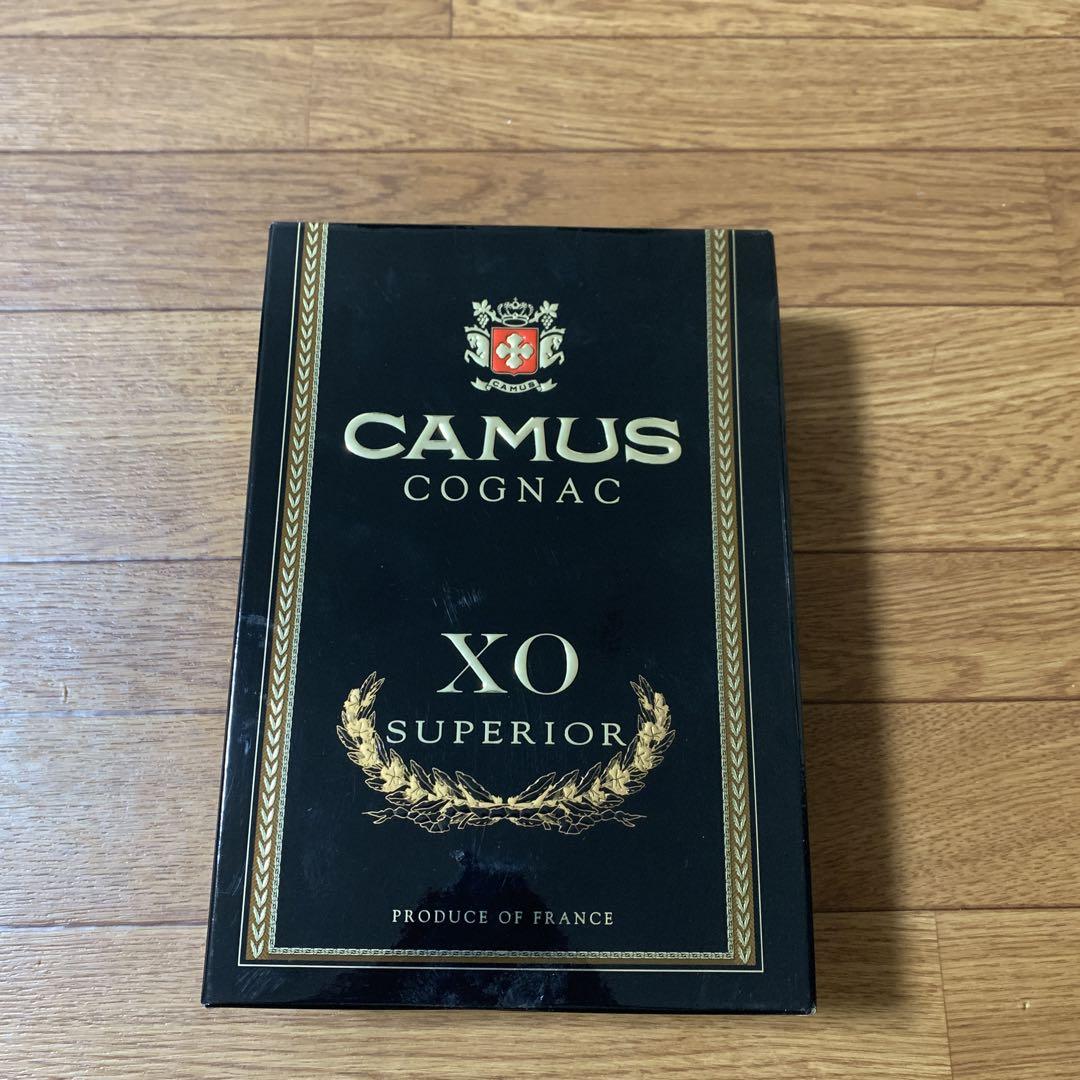 CAMUS
CAMUS
COGNAC
XO
SUPERIOR
PRODUCE OF FRANCE